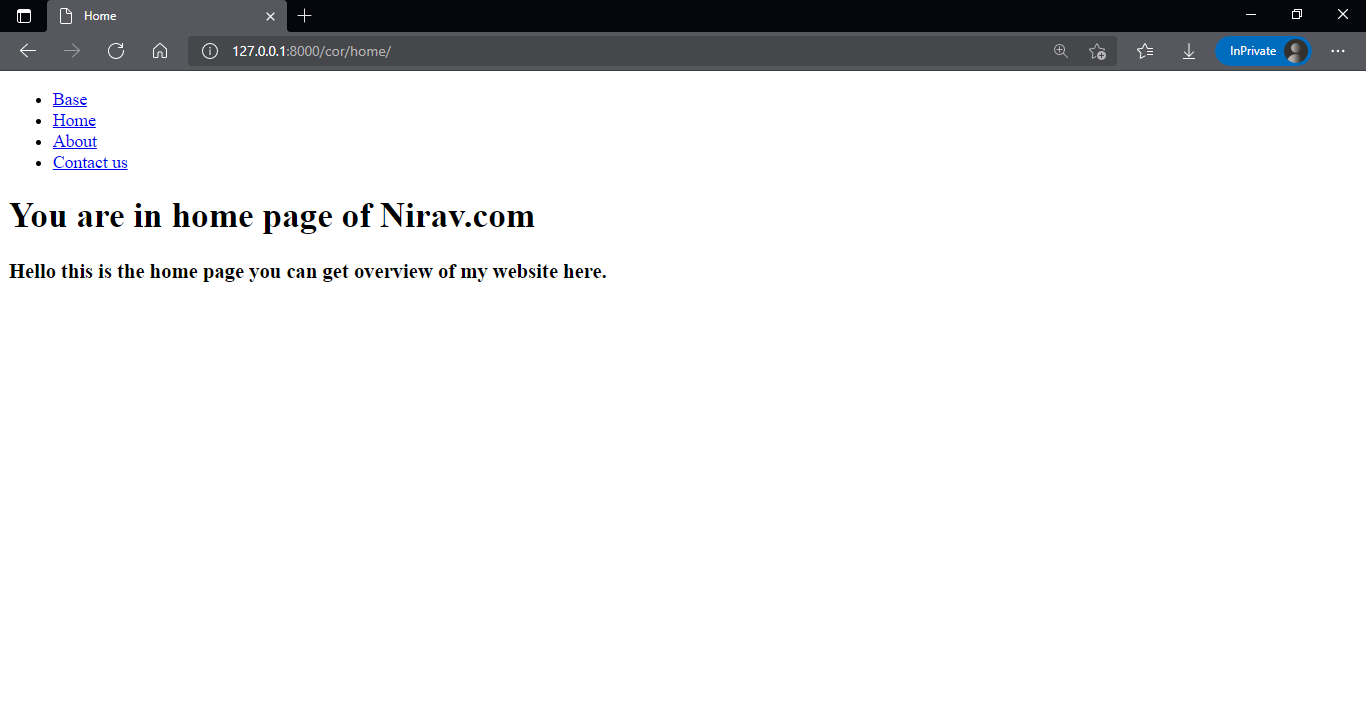 Home
127.0.0.1:8000/cor/home/
InPrivate
Base
Home
About
Contact us
You are in home page of Nirav.com
Hello this is the home page you can get overview of my website here.